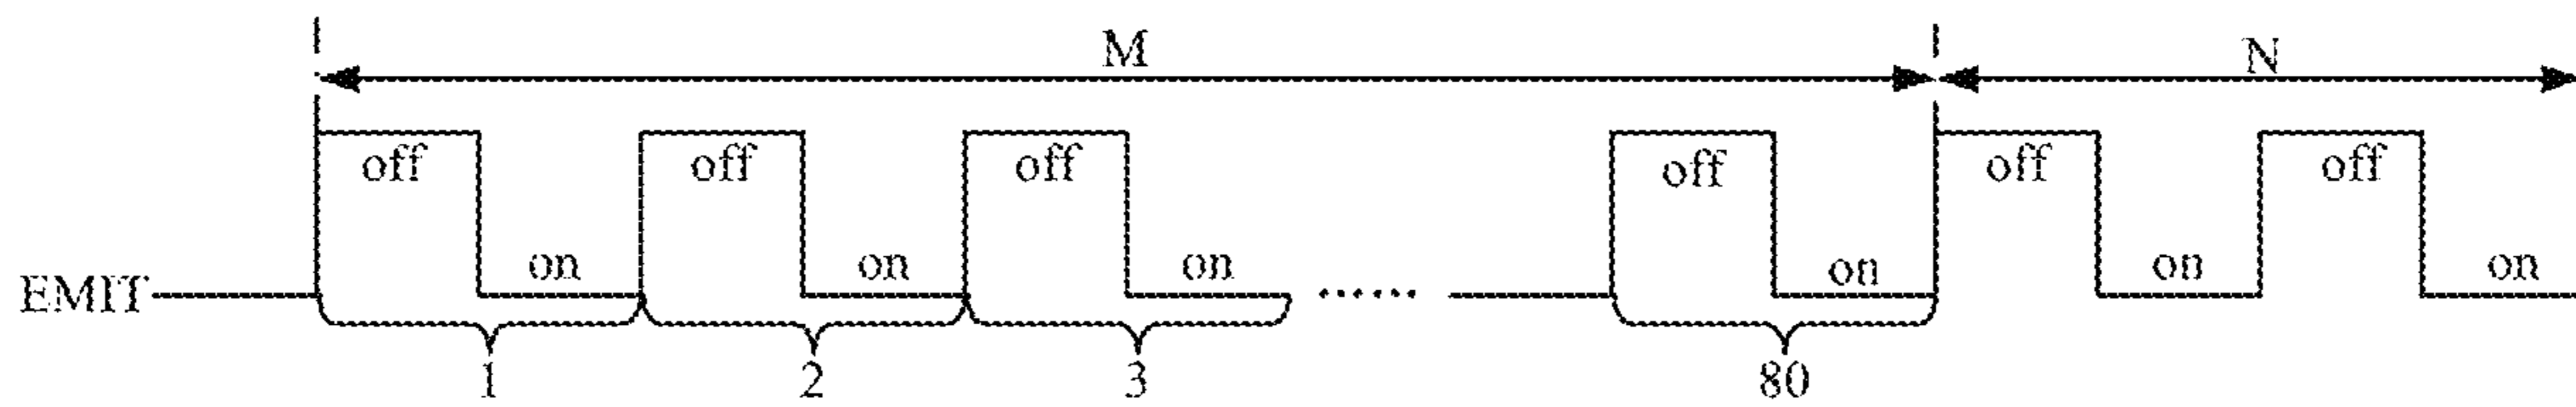 M N
off off off off off off
on on on on on on
EMIT ......
1 2 3 80